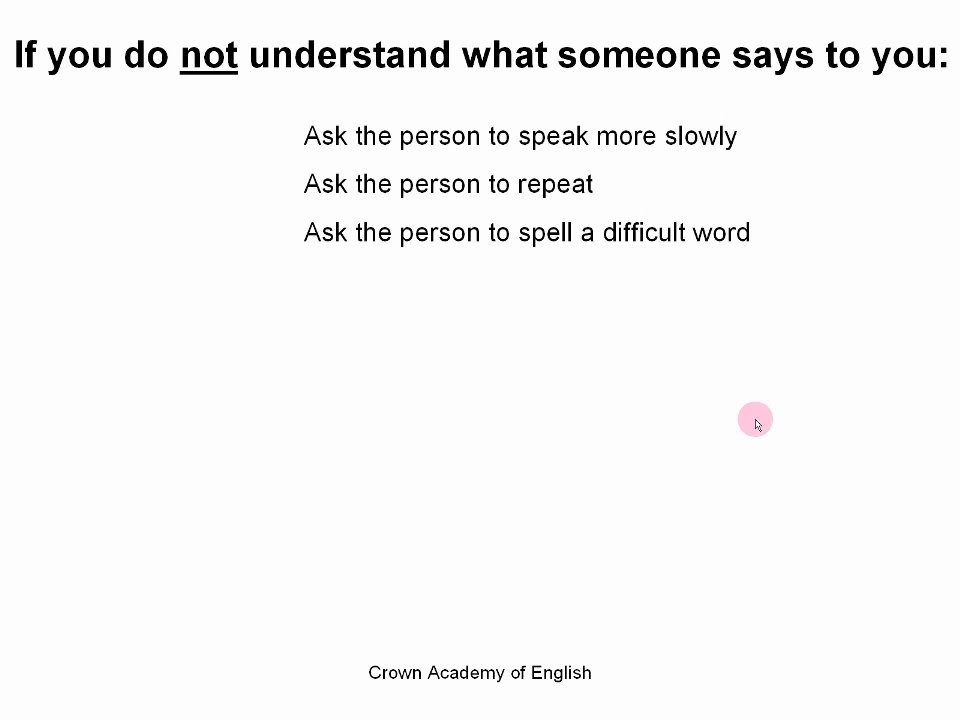 If you do not understand what someone says to you:
Ask the person to speak more slowly
Ask the person to repeat
Ask the person to spell a difficult word
Crown Academy of English